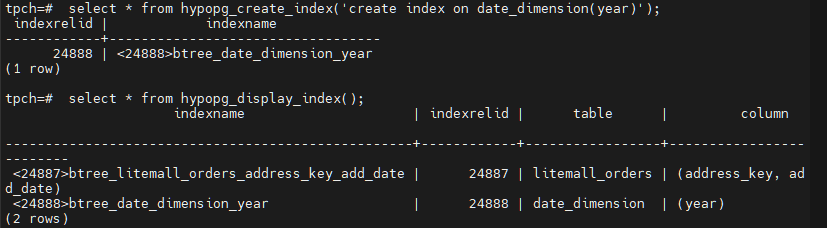 tpch=#  select * from hypopg_create_index('create index on date_dimension(year)');
 indexrelid |            indexname
------------+----------------------------------
      24888 | <24888>btree_date_dimension_year
(1 row)
tpch=#  select * from hypopg_display_index();
                     indexname                     | indexrelid |      table       |         column
---------------------------------------------------+------------+------------------+-----------------
--------
 <24887>btree_litemall_orders_address_key_add_date |      24887 | litemall_orders | (address_key, ad
d_date)
 <24888>btree_date_dimension_year                  |      24888 | date_dimension  | (year)
(2 rows)